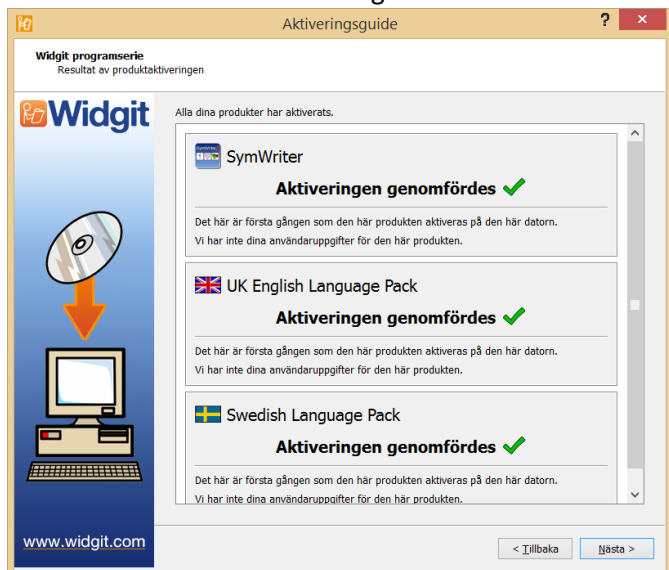 Aktiveringsguide
?
Widgit programserie
Resultat av produktaktiveringen
Widgit
Alla dina produkter har aktiverats.
SymWriter
Aktiveringen genomfördes
Det här är första gången som den här produkten aktiveras på den här datorn.
Vi har inte dina användaruppgifter för den här produkten.
UK English Language Pack
Aktiveringen genomfördes
Det här är första gången som den här produkten aktiveras på den här datorn.
Vi har inte dina användaruppgifter för den här produkten.
Swedish Language Pack
Aktiveringen genomfördes
Det här är första gången som den här produkten aktiveras på den här datorn.
Vi har inte dina användaruppgifter för den här produkten.
www.widgit.com
< Tillbaka
Nästa >